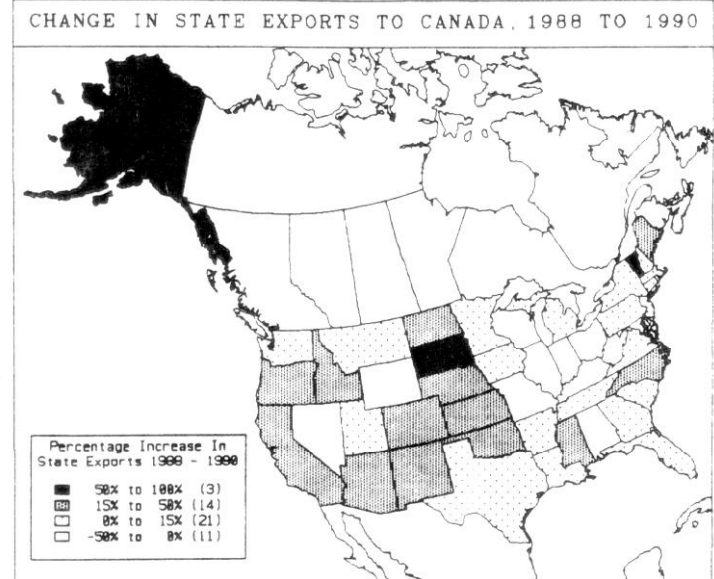 CHANGE IN STATE EXPORTS TO CANADA, 1988 TO 1990
Percentage Increase In
State Exports 1988 - 1990
50% to 100% (3)
15% to 50% (14)
0% to 15% (21)
-50% to 0% (11)